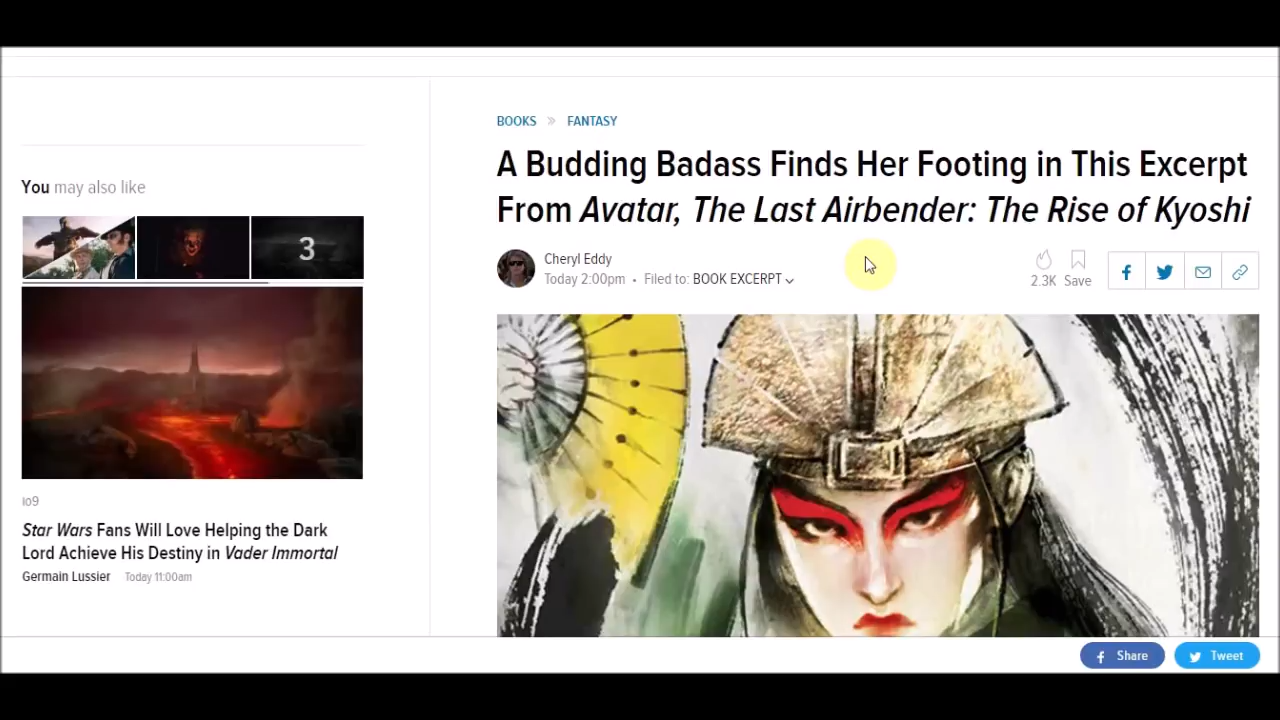 BOOKS » FANTASY
A Budding Badass Finds Her Footing in This Excerpt
From Avatar, The Last Airbender: The Rise of Kyoshi
Cheryl Eddy
Today 2:00pm • Filed to: BOOK EXCERPT
2.3K Save
You may also like
3
io9
Star Wars Fans Will Love Helping the Dark
Lord Achieve His Destiny in Vader Immortal
Germain Lussier Today 11:00am
Share Tweet